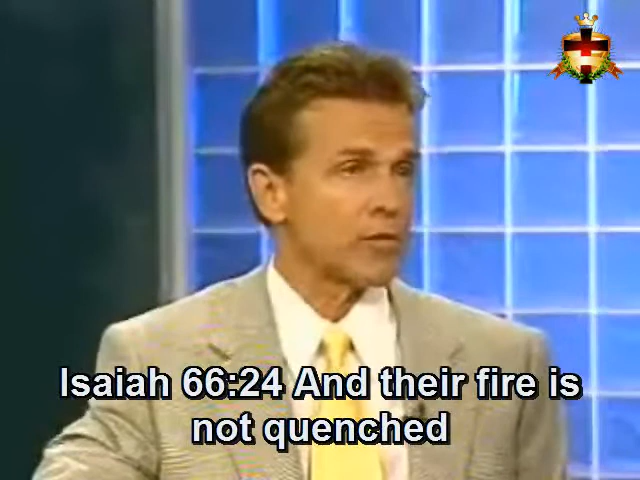 Isaiah 66:24 And their fire is
not quenched